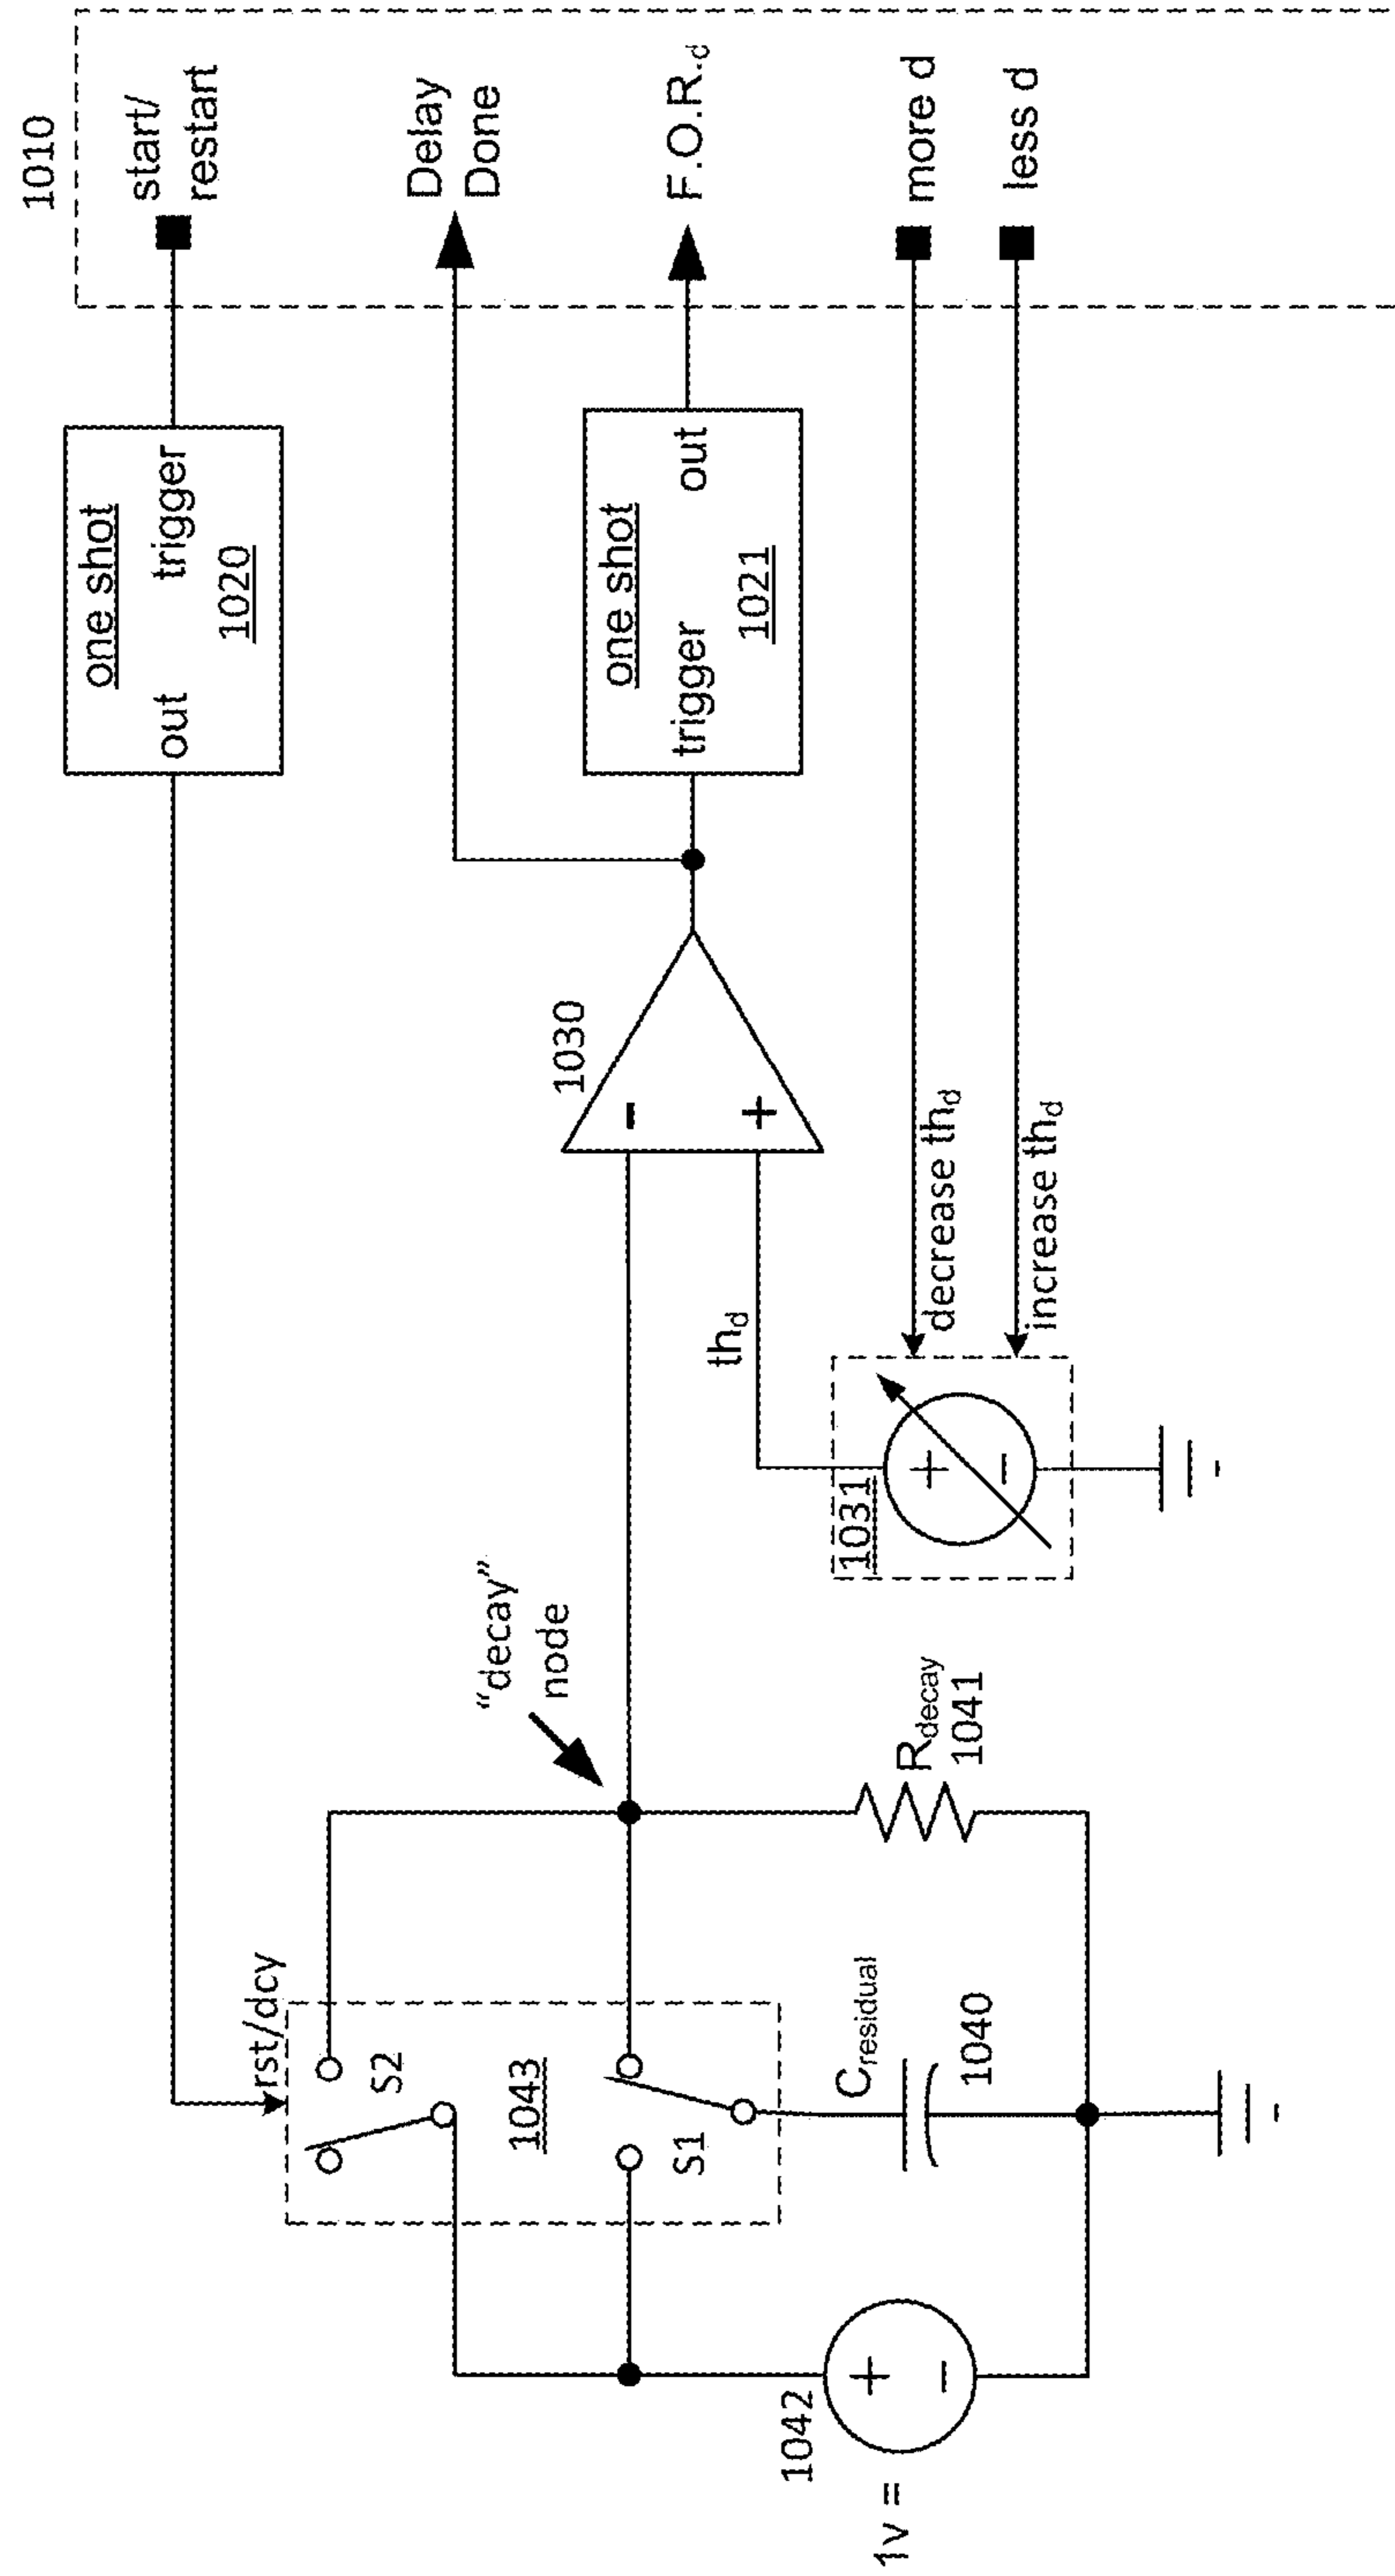 1010
start/
restart
Delay
Done
F.O.R.d
more d
less d
one shot
out trigger
1020
one shot
trigger out
1021
1030
-
+
thd
decrease thd
increase thd
1031
+
−
"decay"
node
Rdecay
1041
rst/dcy
S2
1043
S1
Cresidual
1040
1042
1v =
+
−